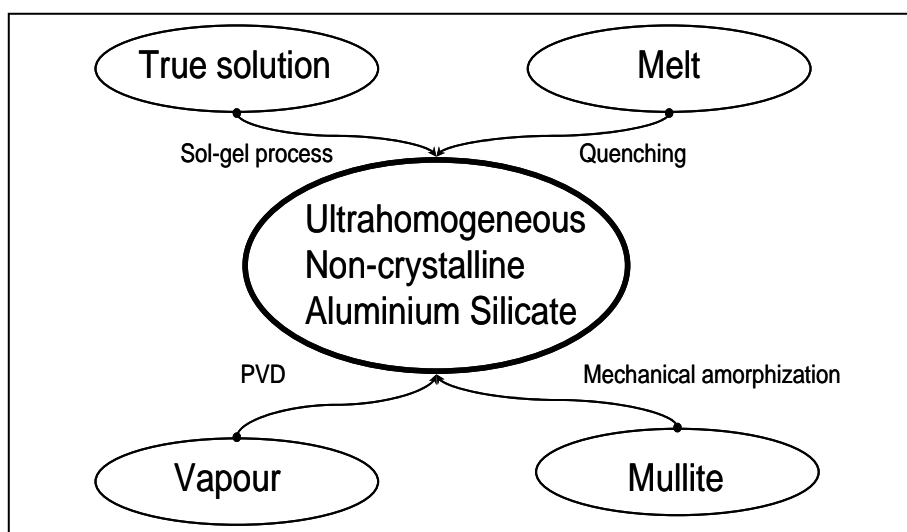 True solution
Melt
Sol-gel process
Quenching
Ultrahomogeneous
Non-crystalline
Aluminium Silicate
PVD
Mechanical amorphization
Vapour
Mullite